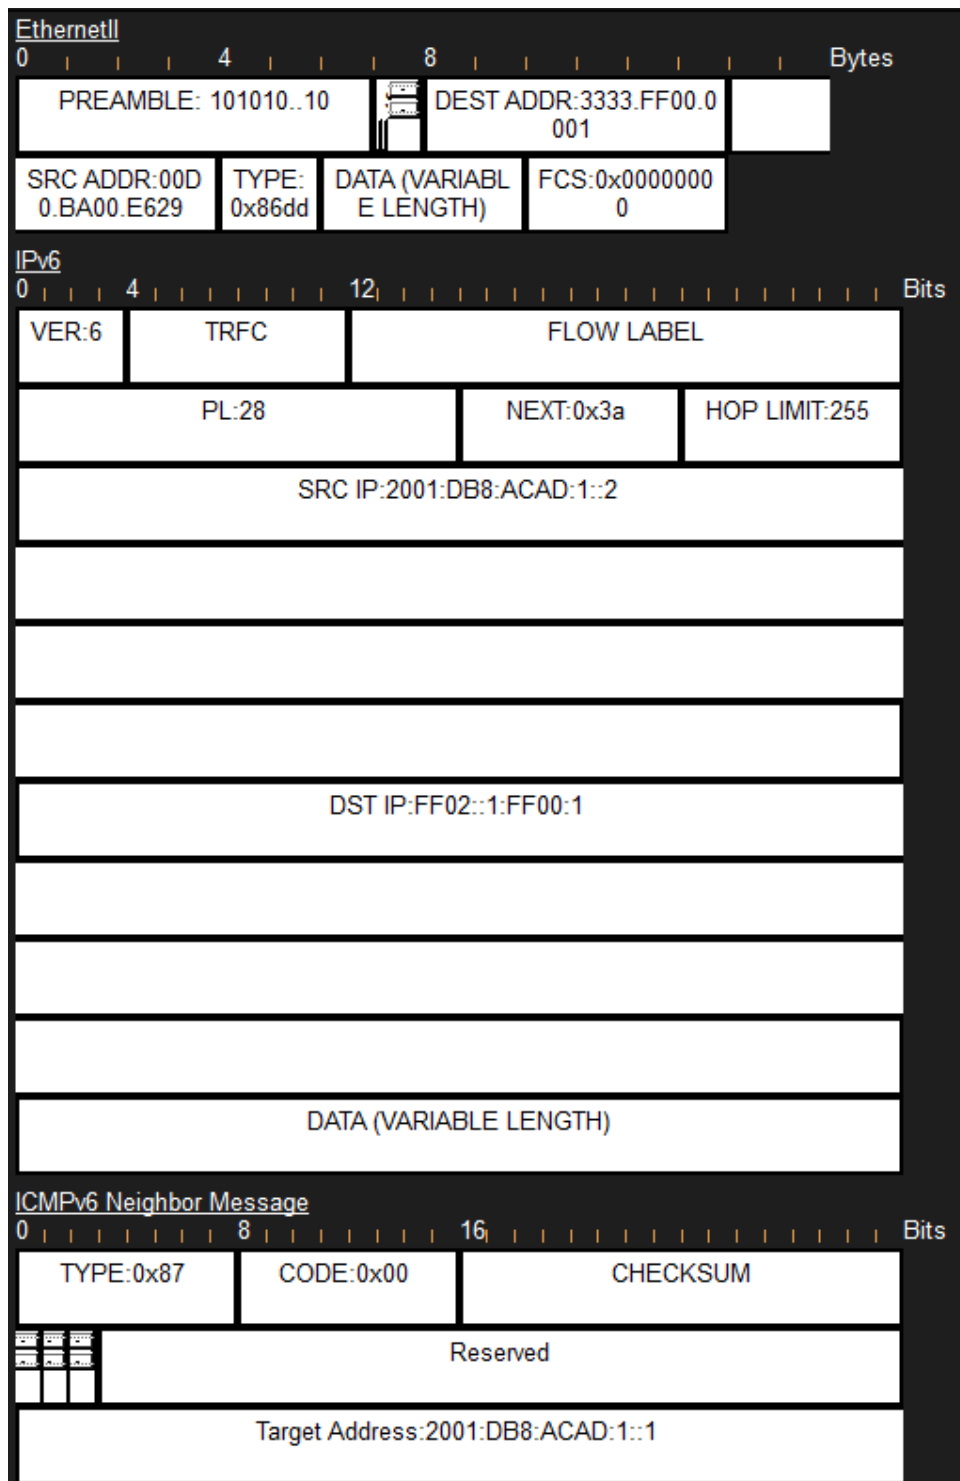 EthernetII
0 4 8 Bytes
PREAMBLE: 101010..10
DEST ADDR:3333.FF00.0
001
SRC ADDR:00D
0.BA00.E629
TYPE:
0x86dd
DATA (VARIABL
E LENGTH)
FCS:0x0000000
0
IPv6
0 4 12 Bits
VER:6
TRFC
FLOW LABEL
PL:28
NEXT:0x3a
HOP LIMIT:255
SRC IP:2001:DB8:ACAD:1::2
DST IP:FF02::1:FF00:1
DATA (VARIABLE LENGTH)
ICMPv6 Neighbor Message
0 8 16 Bits
TYPE:0x87
CODE:0x00
CHECKSUM
Reserved
Target Address:2001:DB8:ACAD:1::1